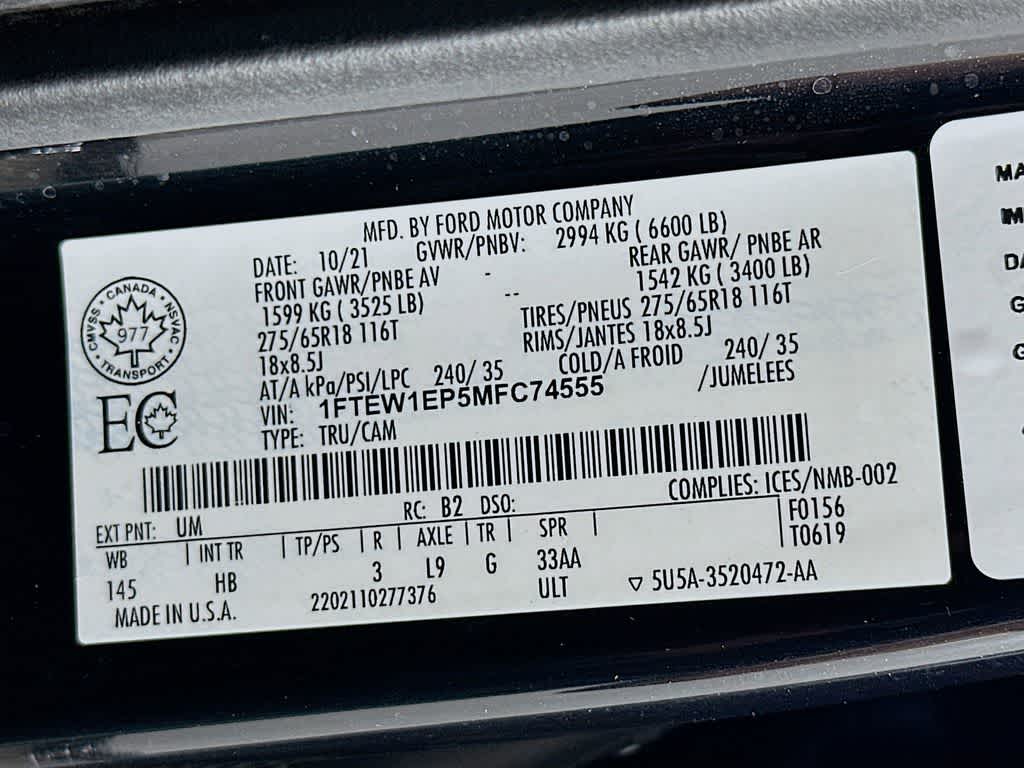 MFD. BY FORD MOTOR COMPANY
DATE: 10/21 GVWR/PNBV: 2994 KG ( 6600 LB)
FRONT GAWR/PNBE AV - REAR GAWR/ PNBE AR
1599 KG ( 3525 LB) -- 1542 KG ( 3400 LB)
275/65R18 116T TIRES/PNEUS 275/65R18 116T
18x8.5J RIMS/JANTES 18x8.5J
AT/A kPa/PSI/LPC 240/ 35 COLD/A FROID 240/ 35
VIN: 1FTEW1EP5MFC74555 /JUMELEES
TYPE: TRU/CAM
CANADA
CMVSS • NSVAC
977
TRANSPORT
EC
COMPLIES: ICES/NMB-002
EXT PNT: UM RC: B2 DSO: F0156
WB | INT TR | TP/PS | R | AXLE | TR | SPR | T0619
145 HB 3 L9 G 33AA
MADE IN U.S.A. 2202110277376 ULT ▽ 5U5A-3520472-AA
MA
IM
DA
G
G